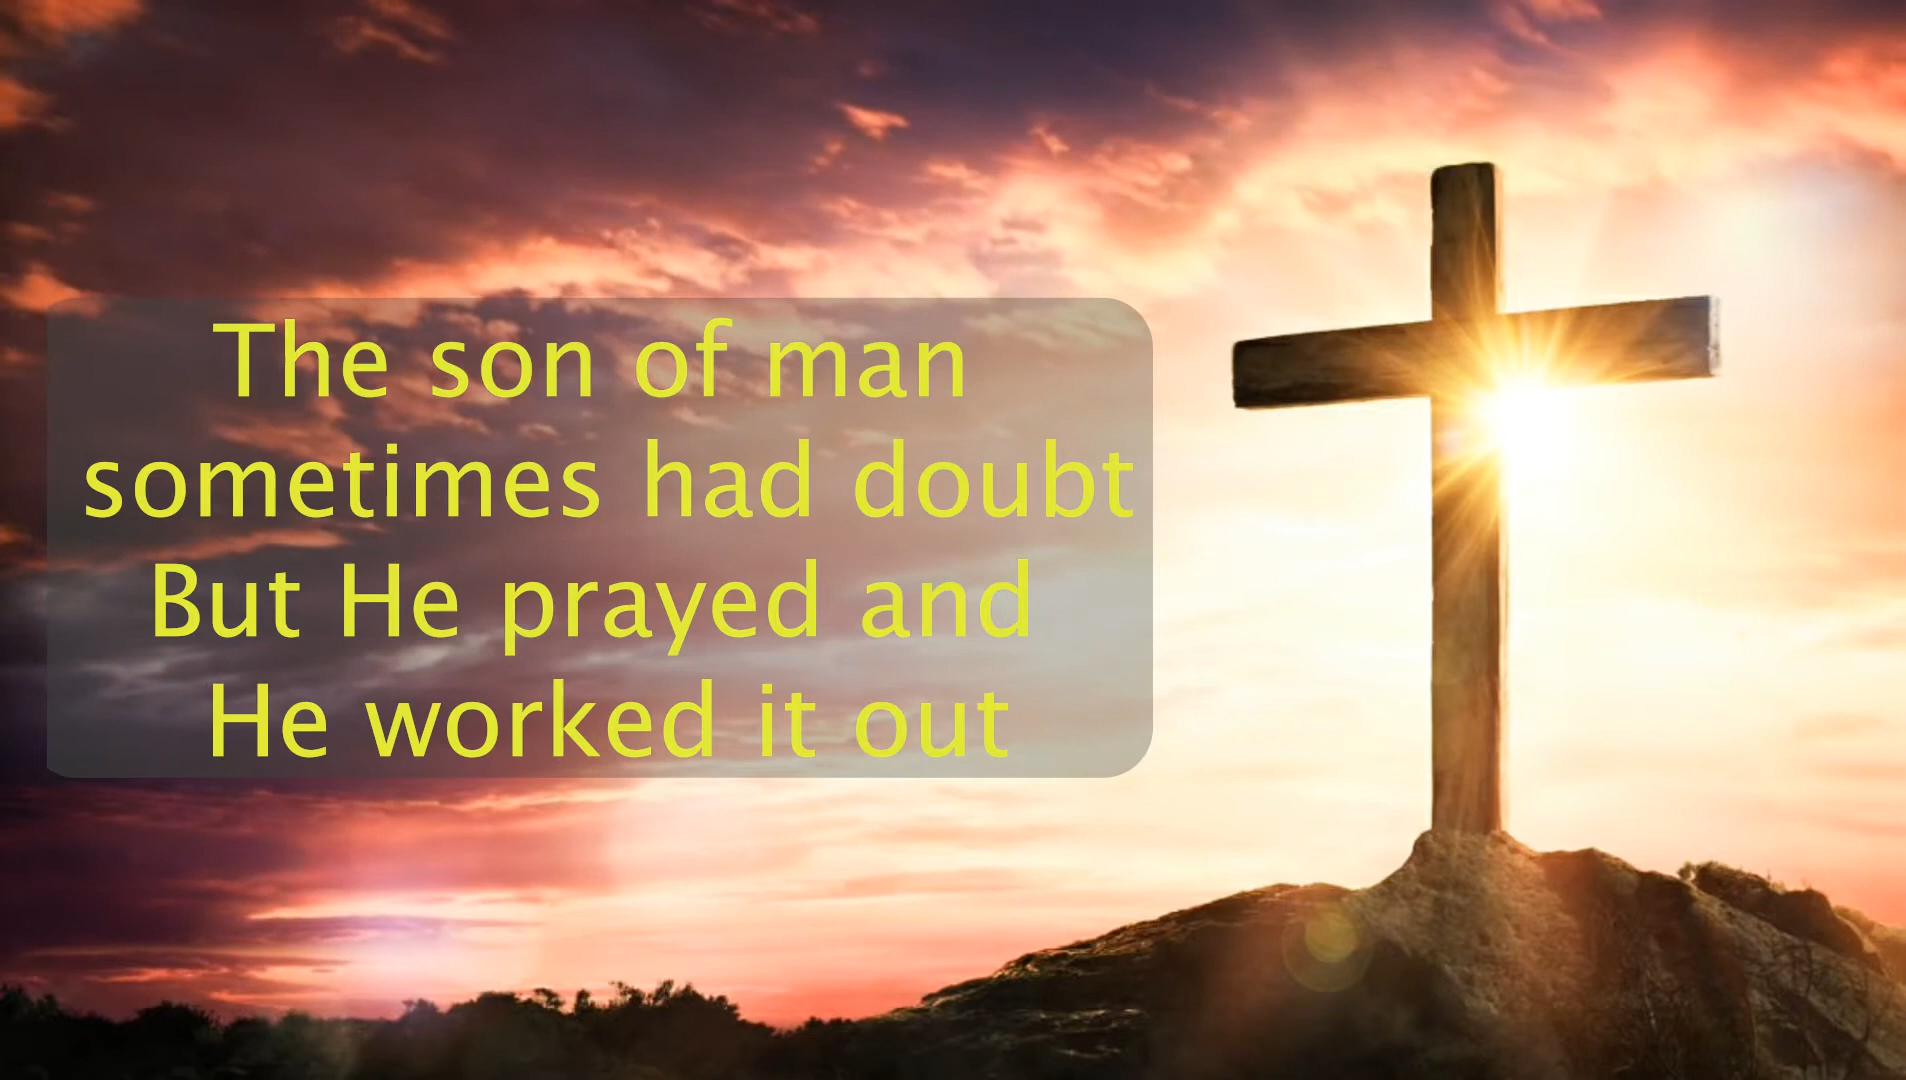 The son of man
sometimes had doubt
But He prayed and
He worked it out